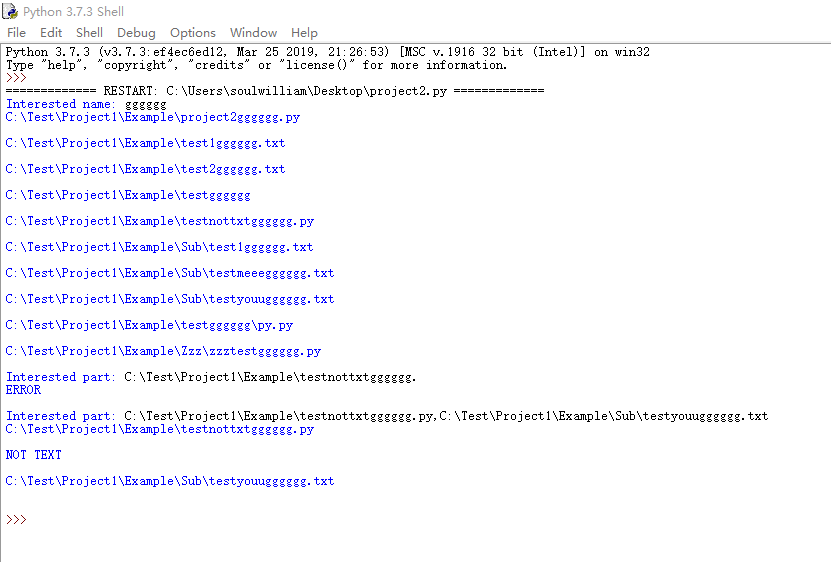 Python 3.7.3 Shell
File Edit Shell Debug Options Window Help
Python 3.7.3 (v3.7.3:ef4ec6ed12, Mar 25 2019, 21:26:53) [MSC v.1916 32 bit (Intel)] on win32
Type "help", "copyright", "credits" or "license()" for more information.
>>>
============= RESTART: C:\Users\soulwilliam\Desktop\project2.py =============
Interested name: gggggg
C:\Test\Project1\Example\project2gggggg.py
C:\Test\Project1\Example\test1gggggg.txt
C:\Test\Project1\Example\test2gggggg.txt
C:\Test\Project1\Example\testgggggg
C:\Test\Project1\Example\testnottxtgggggg.py
C:\Test\Project1\Example\Sub\test1gggggg.txt
C:\Test\Project1\Example\Sub\testmeeegggggg.txt
C:\Test\Project1\Example\Sub\testyouugggggg.txt
C:\Test\Project1\Example\testgggggg\py.py
C:\Test\Project1\Example\Zzz\zzztestgggggg.py
Interested part: C:\Test\Project1\Example\testnottxtgggggg.
ERROR
Interested part: C:\Test\Project1\Example\testnottxtgggggg.py,C:\Test\Project1\Example\Sub\testyouugggggg.txt
C:\Test\Project1\Example\testnottxtgggggg.py
NOT TEXT
C:\Test\Project1\Example\Sub\testyouugggggg.txt
>>>